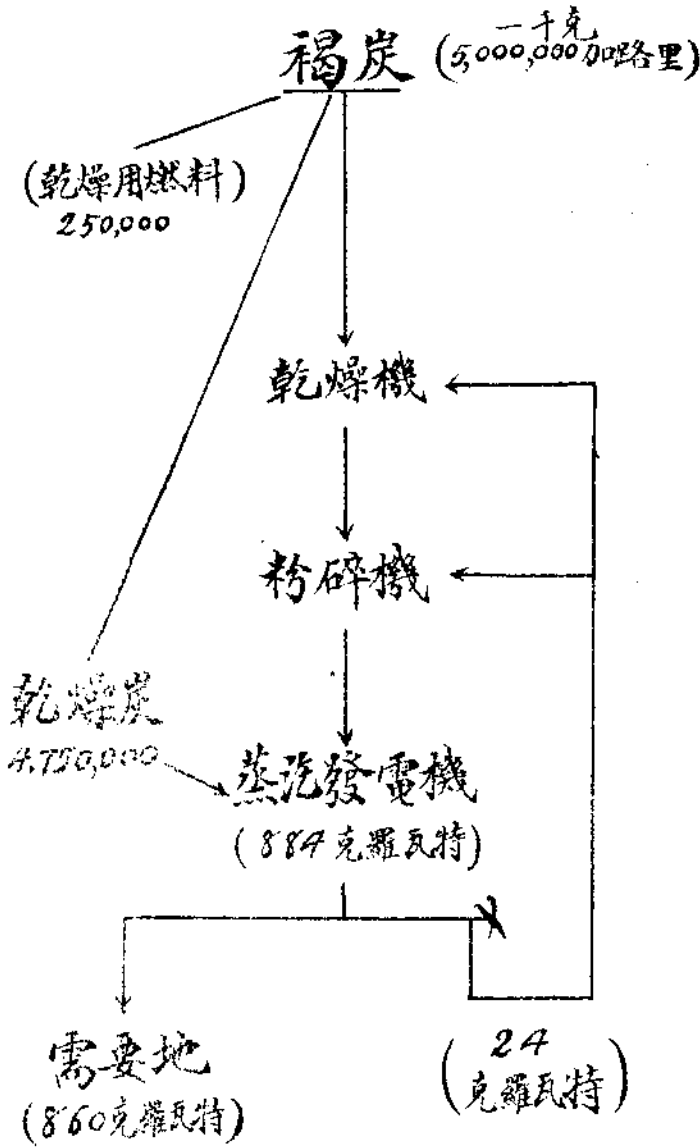 褐炭
一千克
(5,000,000加路里)
(乾燥用燃料)
250,000
乾燥機
粉碎機
乾燥炭
4,750,000
蒸汽發電機
(884克羅瓦特)
需要地
(860克羅瓦特)
(24
克羅瓦特)